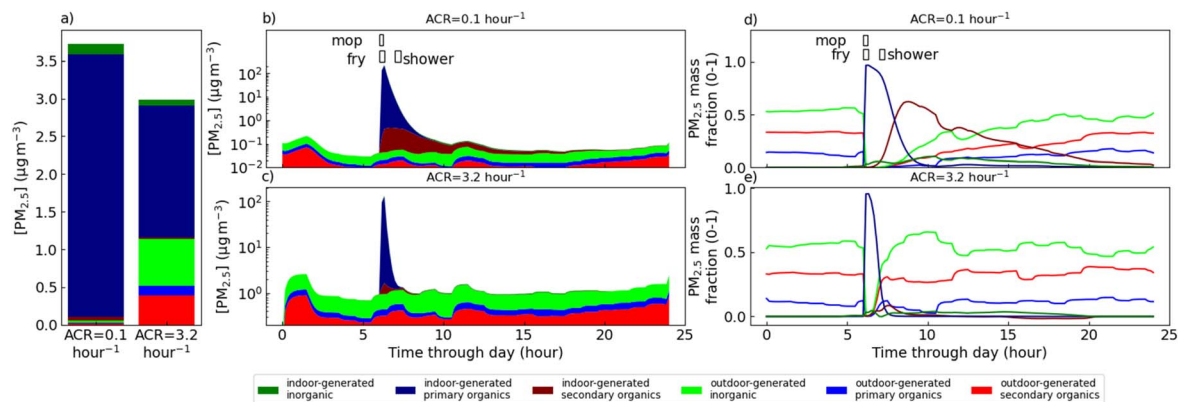 a)
[PM2.5] (μg m−3)
3.5
3.0
2.5
2.0
1.5
1.0
0.5
0.0
ACR=0.1
hour−1
ACR=3.2
hour−1
b)
ACR=0.1 hour−1
mop
fry
shower
[PM2.5] (μg m−3)
10²
10¹
10⁰
10−1
10−2
c)
ACR=3.2 hour−1
[PM2.5] (μg m−3)
10²
10¹
10⁰
0 5 10 15 20 25
Time through day (hour)
d)
ACR=0.1 hour−1
mop
fry
shower
PM2.5 mass
fraction (0-1)
1.0
0.5
0.0
e)
ACR=3.2 hour−1
PM2.5 mass
fraction (0-1)
1.0
0.5
0.0
0 5 10 15 20 25
Time through day (hour)
indoor-generated
inorganic
indoor-generated
primary organics
indoor-generated
secondary organics
outdoor-generated
inorganic
outdoor-generated
primary organics
outdoor-generated
secondary organics